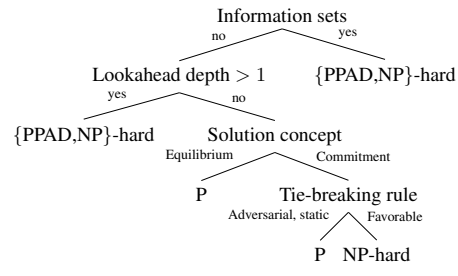 Information sets
no
yes
Lookahead depth > 1
{PPAD,NP}-hard
yes
no
{PPAD,NP}-hard
Solution concept
Equilibrium
Commitment
P
Tie-breaking rule
Adversarial, static
Favorable
P
NP-hard